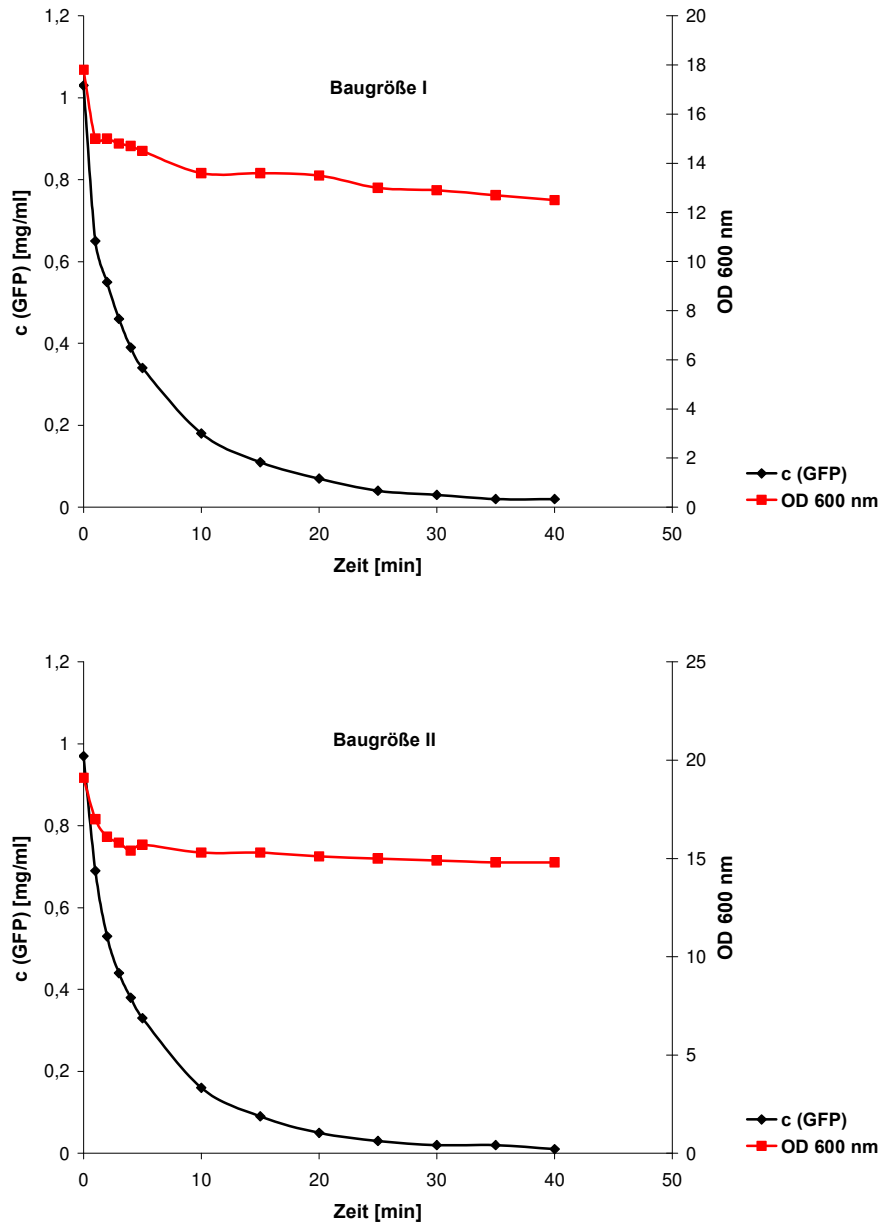 Baugröße I
c (GFP) [mg/ml]
1,2
1
0,8
0,6
0,4
0,2
0
OD 600 nm
20
18
16
14
12
10
8
6
4
2
0
0 10 20 30 40 50
Zeit [min]
c (GFP)
OD 600 nm
Baugröße II
c (GFP) [mg/ml]
1,2
1
0,8
0,6
0,4
0,2
0
OD 600 nm
25
20
15
10
5
0
0 10 20 30 40 50
Zeit [min]
c (GFP)
OD 600 nm